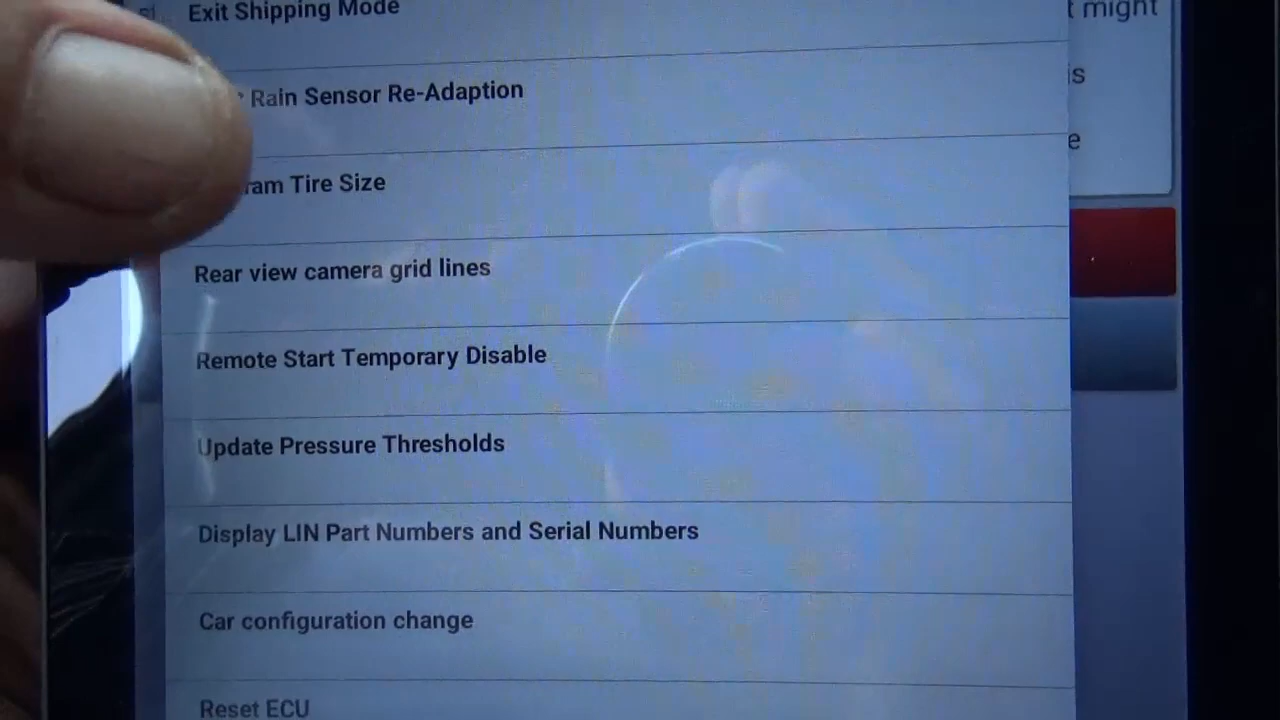 Exit Shipping Mode
might
Rain Sensor Re-Adaption
is
e
ram Tire Size
Rear view camera grid lines
Remote Start Temporary Disable
Update Pressure Thresholds
Display LIN Part Numbers and Serial Numbers
Car configuration change
Reset ECU